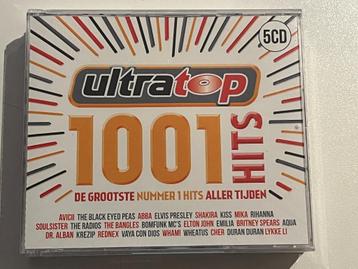 5CD
ultratop
1001
HITS
DE GROOTSTE NUMMER 1 HITS ALLER TIJDEN
AVICII THE BLACK EYED PEAS ABBA ELVIS PRESLEY SHAKIRA KISS MIKA RIHANNA
SOULSISTER THE RADIOS THE BANGLES BOMFUNK MC'S ELTON JOHN EMILIA BRITNEY SPEARS AQUA
DR. ALBAN KREZIP REDNEX VAYA CON DIOS WHAM! WHEATUS CHER DURAN DURAN LYKKE LI